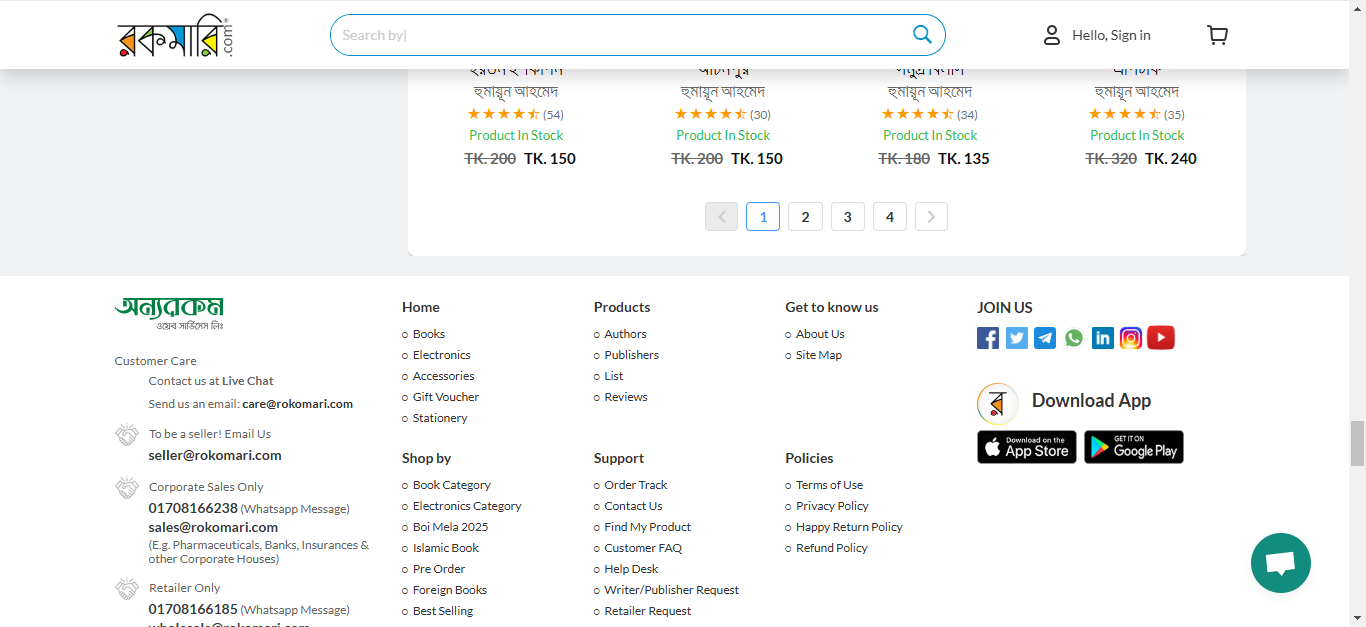 রকমারি.com®
Search by|
Hello, Sign in
হুমায়ূন আহমেদ হুমায়ূন আহমেদ হুমায়ূন আহমেদ হুমায়ূন আহমেদ
(54) (30) (34) (35)
Product In Stock Product In Stock Product In Stock Product In Stock
TK. 200 TK. 150 TK. 200 TK. 150 TK. 180 TK. 135 TK. 320 TK. 240
1 2 3 4
অন্যরকম
ওয়েব সার্ভিসেস লিঃ
Customer Care
Contact us at Live Chat
Send us an email: care@rokomari.com
To be a seller! Email Us
seller@rokomari.com
Corporate Sales Only
01708166238 (Whatsapp Message)
sales@rokomari.com
(E.g. Pharmaceuticals, Banks, Insurances &
other Corporate Houses)
Retailer Only
01708166185 (Whatsapp Message)
Home
Books
Electronics
Accessories
Gift Voucher
Stationery
Products
Authors
Publishers
List
Reviews
Get to know us
About Us
Site Map
Shop by
Book Category
Electronics Category
Boi Mela 2025
Islamic Book
Pre Order
Foreign Books
Best Selling
Support
Order Track
Contact Us
Find My Product
Customer FAQ
Help Desk
Writer/Publisher Request
Retailer Request
Policies
Terms of Use
Privacy Policy
Happy Return Policy
Refund Policy
JOIN US
র
Download App
Download on the
App Store
GET IT ON
Google Play